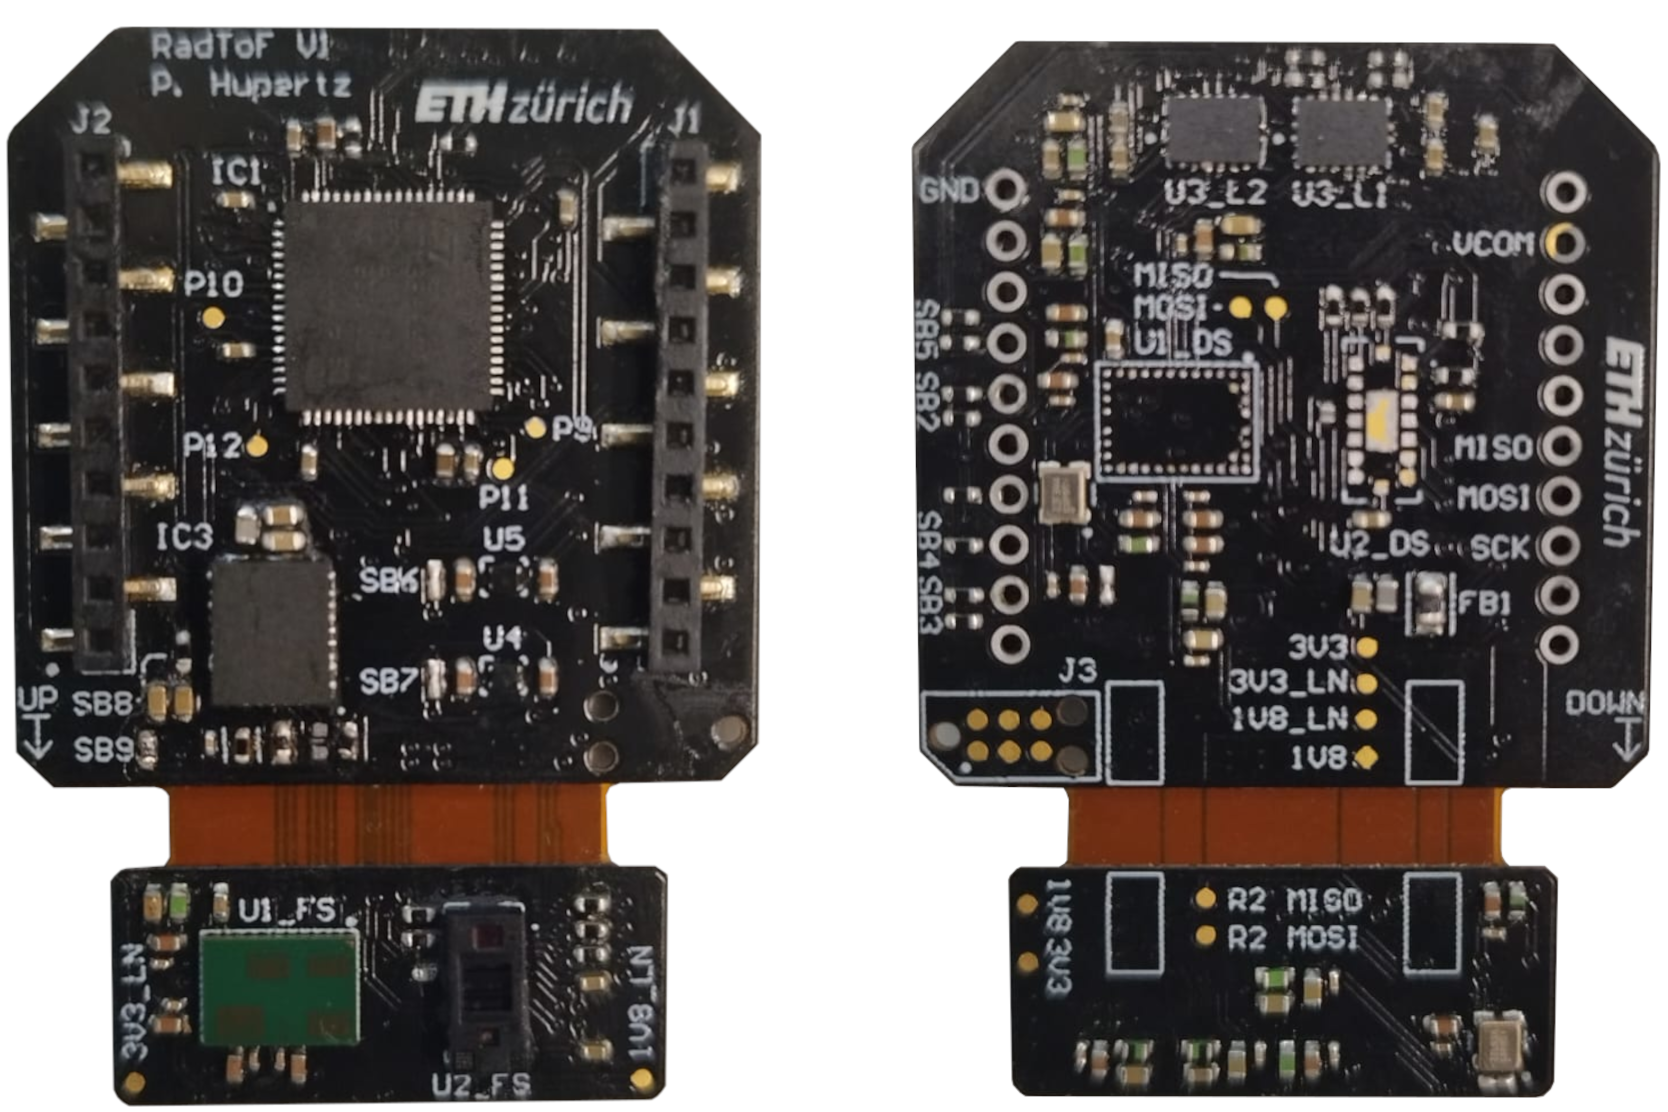 RadToF V1
P. Hupertz
ETH zürich
J2
J1
IC1
P10
P12
P9
P11
IC3
U5
SB6
U4
SB7
UP
SB8
SB9
U1_FS
3V3_LN
1V8_LN
U2_FS
U3_L2
U3_L1
GND
VCOM
MISO
MOSI
U1_DS
SB5
SB2
ETH zürich
MISO
MOSI
SB4
SB3
U2_DS
SCK
FB1
3V3
3V3_LN
1V8_LN
1V8
J3
DOWN
1V8
3V3
R2 MISO
R2 MOSI